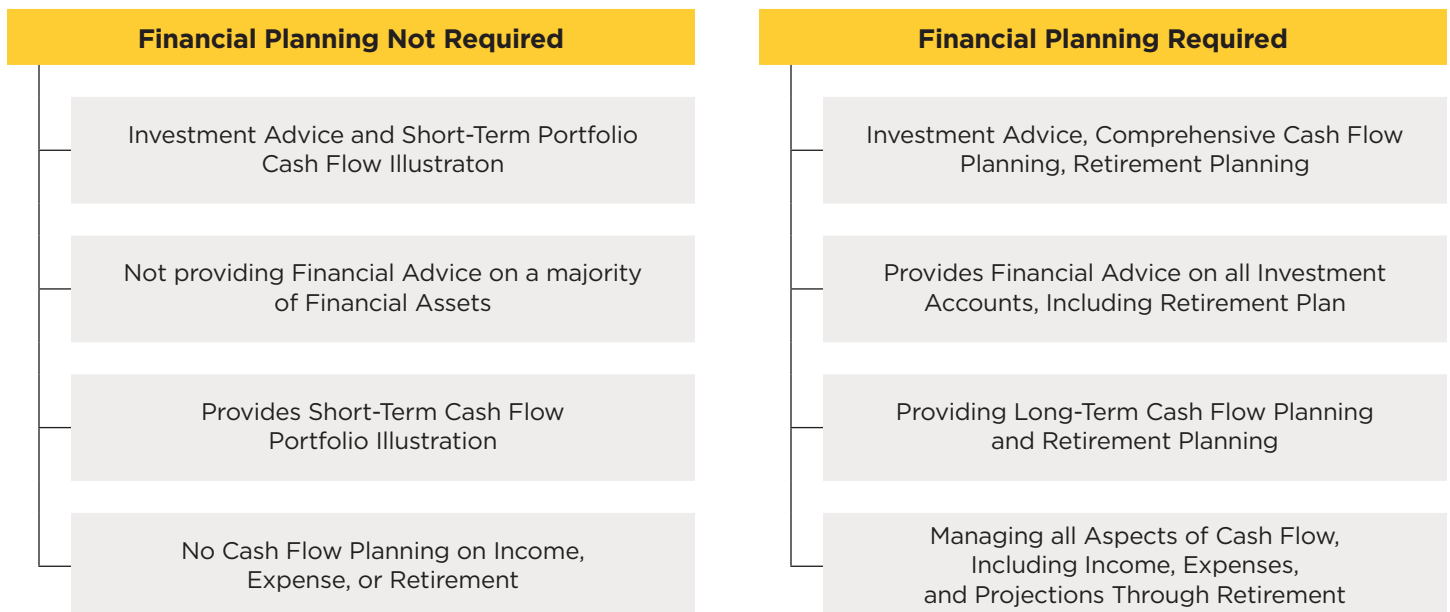 Financial Planning Not Required
Investment Advice and Short-Term Portfolio
Cash Flow Illustraton
Not providing Financial Advice on a majority
of Financial Assets
Provides Short-Term Cash Flow
Portfolio Illustration
No Cash Flow Planning on Income,
Expense, or Retirement
Financial Planning Required
Investment Advice, Comprehensive Cash Flow
Planning, Retirement Planning
Provides Financial Advice on all Investment
Accounts, Including Retirement Plan
Providing Long-Term Cash Flow Planning
and Retirement Planning
Managing all Aspects of Cash Flow,
Including Income, Expenses,
and Projections Through Retirement